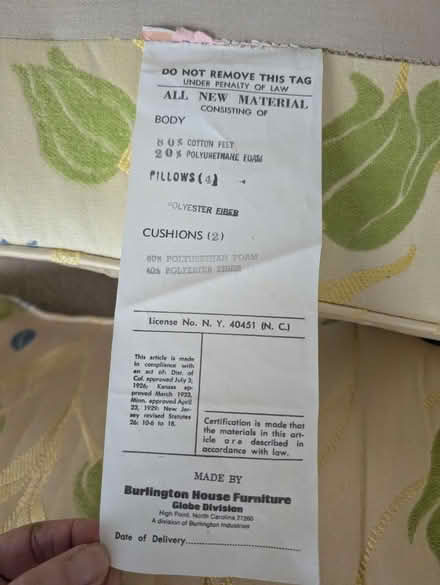 DO NOT REMOVE THIS TAG
UNDER PENALTY OF LAW
ALL NEW MATERIAL
CONSISTING OF
BODY
80% COTTON FELT
20% POLYURETHANE FOAM
PILLOWS (4)
POLYESTER FIBER
CUSHIONS (2)
60% POLYURETHAN FOAM
40% POLYESTER FIBER
License No. N. Y. 40451 (N. C.)
This article is made
in compliance with
an act of: Dist. of
Col. approved July 3,
1926; Kansas ap-
proved March 1923,
Minn. approved April
23, 1929; New Jer-
sey revised Statutes
26: 10-6 to 18.
Certification is made that
the materials in this art-
icle are described in
accordance with law.
MADE BY
Burlington House Furniture
Globe Division
High Point, North Carolina 27260
A division of Burlington Industries
Date of Delivery